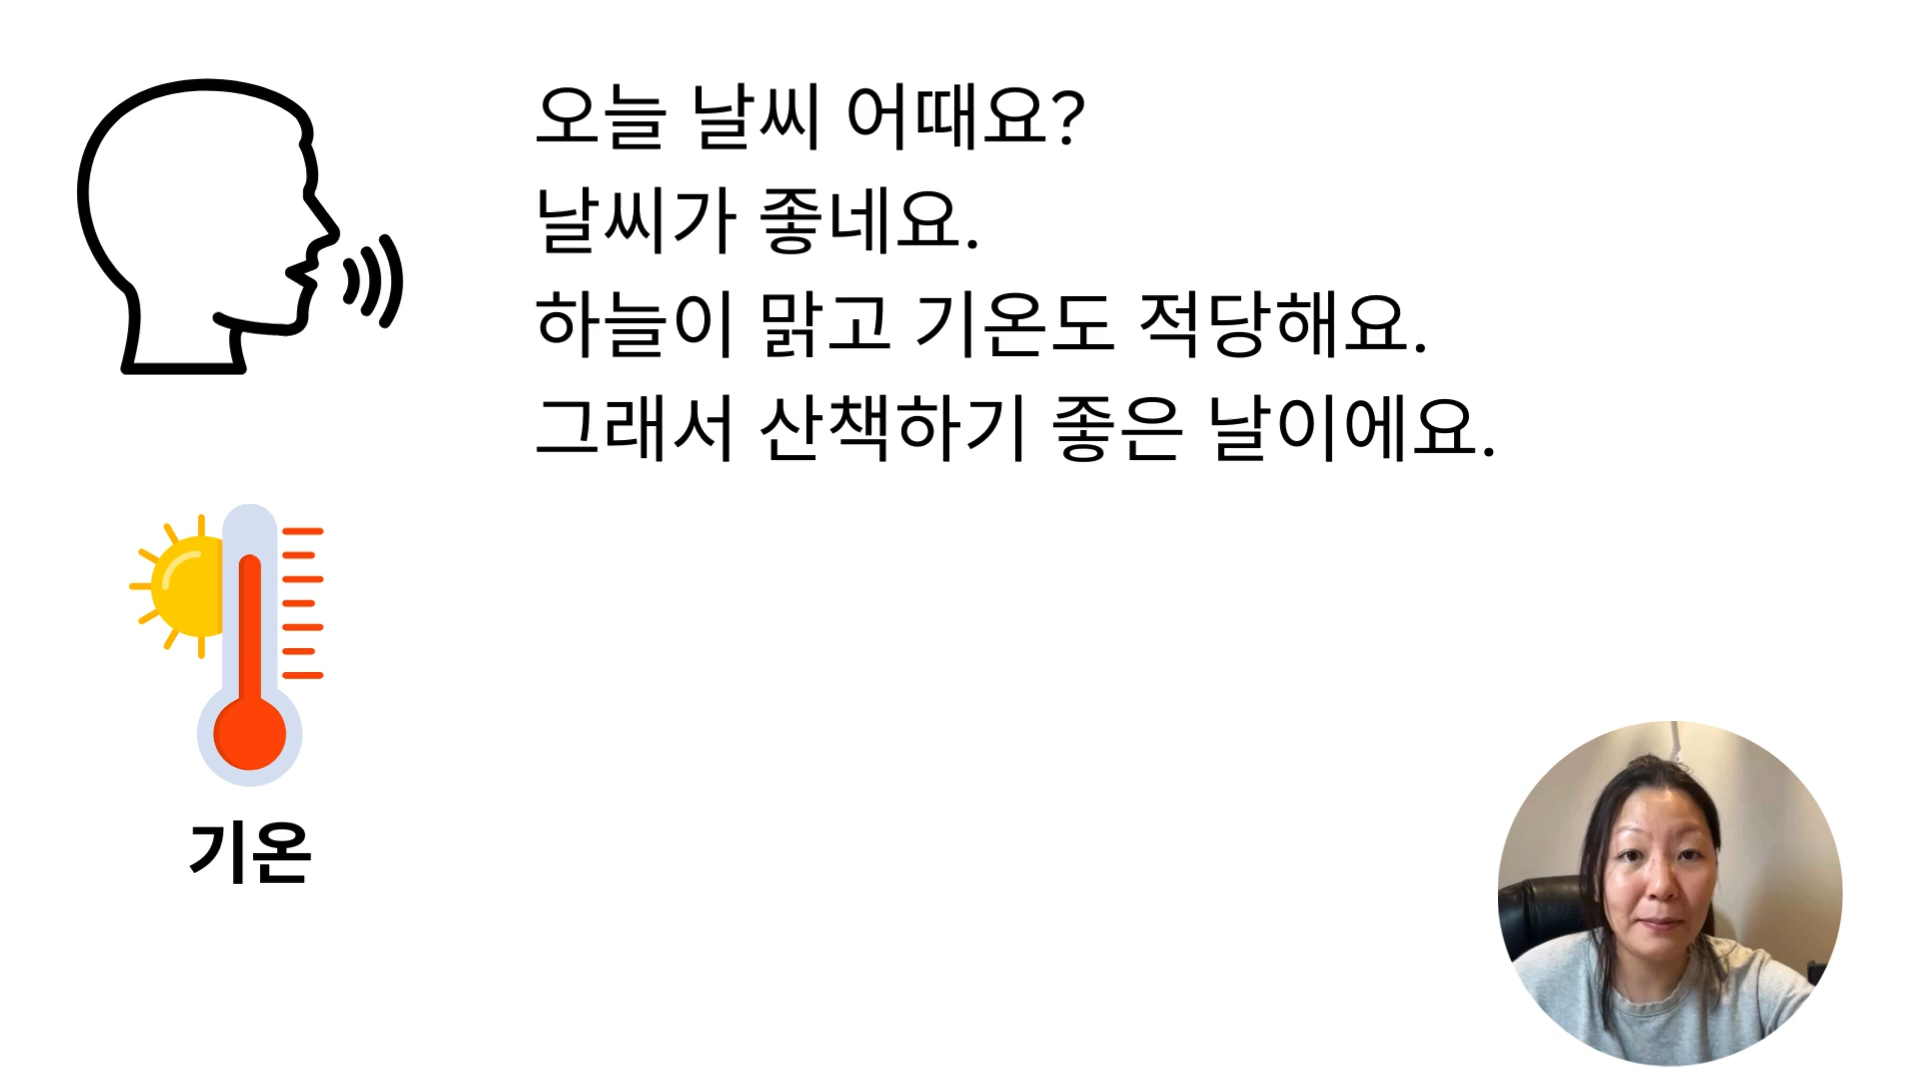 오늘 날씨 어때요?
날씨가 좋네요.
하늘이 맑고 기온도 적당해요.
그래서 산책하기 좋은 날이에요.
기온